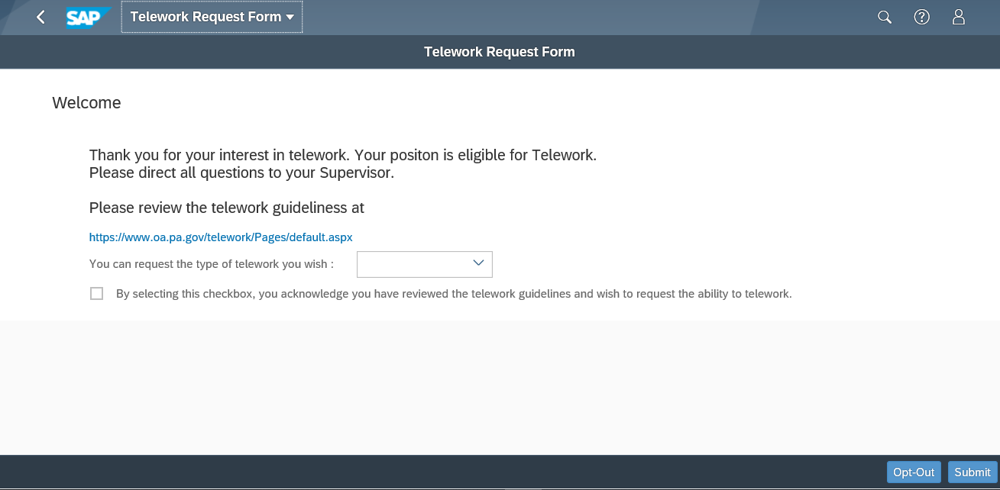 SAP Telework Request Form
Telework Request Form
Welcome
Thank you for your interest in telework. Your positon is eligible for Telework.
Please direct all questions to your Supervisor.
Please review the telework guideliness at
https://www.oa.pa.gov/telework/Pages/default.aspx
You can request the type of telework you wish :
By selecting this checkbox, you acknowledge you have reviewed the telework guidelines and wish to request the ability to telework.
Opt-Out Submit